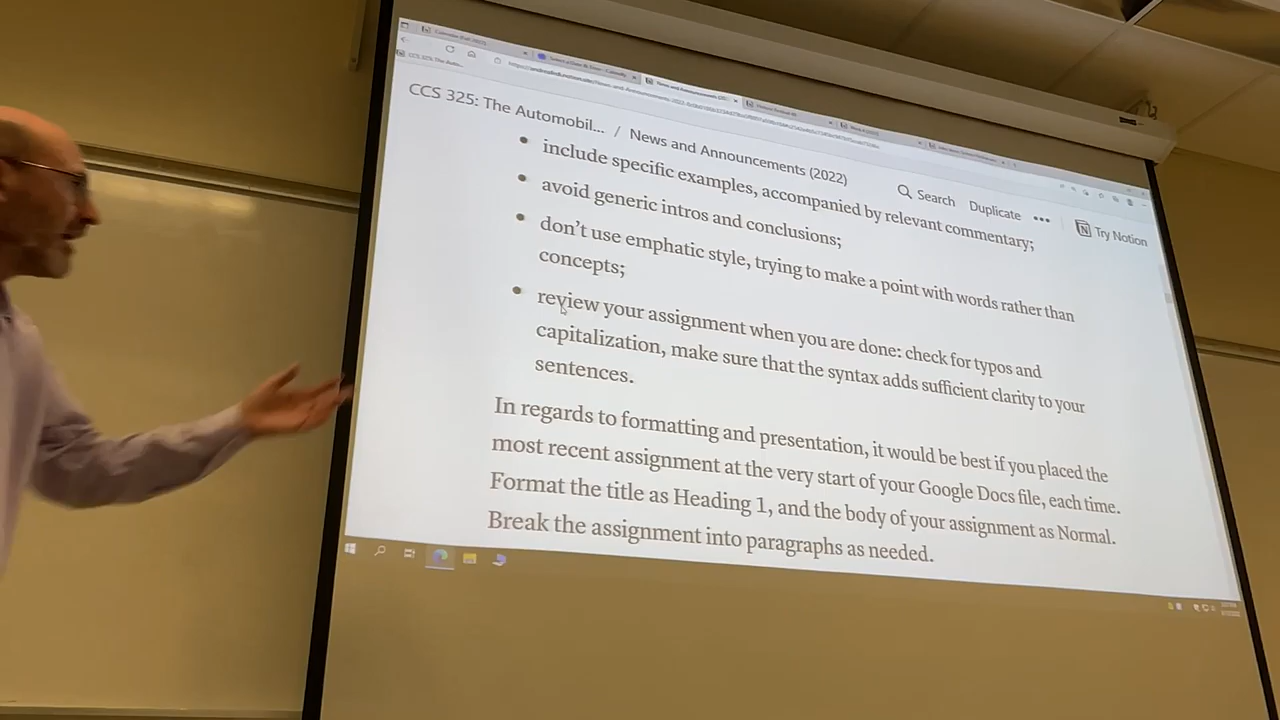 CCS 325: The Automobil... / News and Announcements (2022)
Search Duplicate ••• Try Notion
• include specific examples, accompanied by relevant commentary;
• avoid generic intros and conclusions;
• don't use emphatic style, trying to make a point with words rather than
concepts;
• review your assignment when you are done: check for typos and
capitalization, make sure that the syntax adds sufficient clarity to your
sentences.
In regards to formatting and presentation, it would be best if you placed the
most recent assignment at the very start of your Google Docs file, each time.
Format the title as Heading 1, and the body of your assignment as Normal.
Break the assignment into paragraphs as needed.